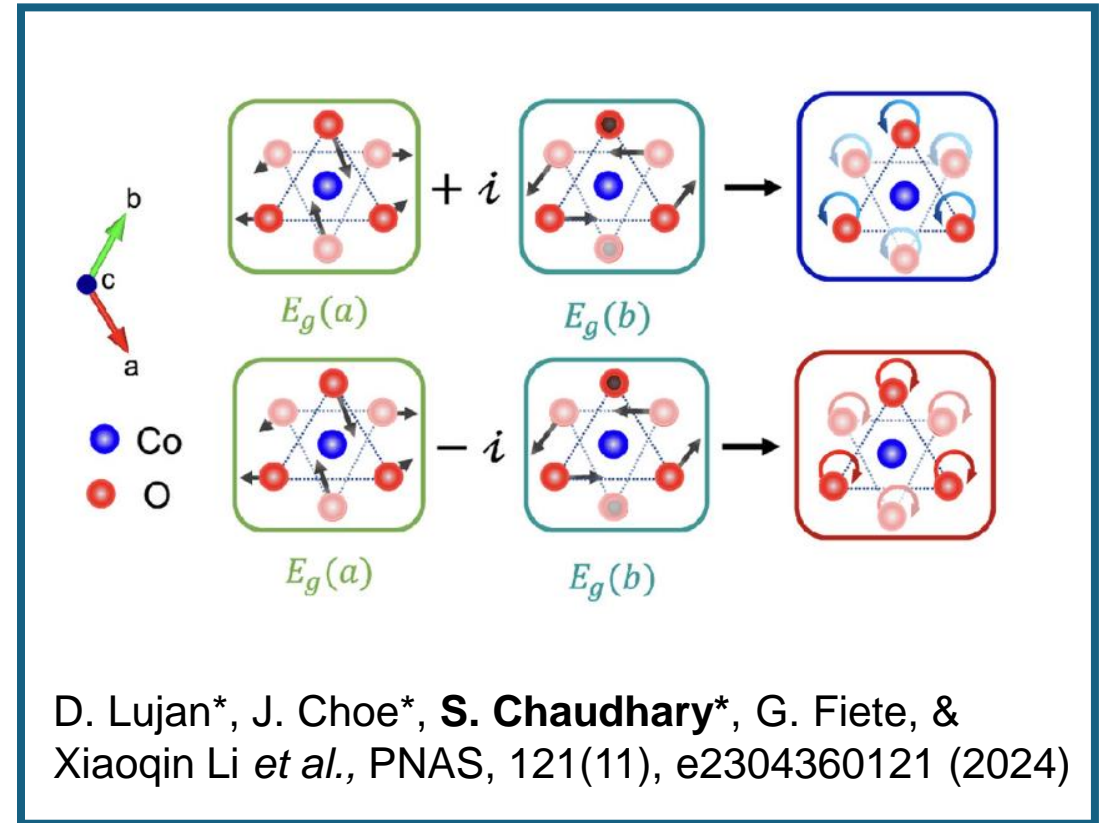 + i
b
c
a
E_g(a)
E_g(b)
Co
O
- i
E_g(a)
E_g(b)
D. Lujan*, J. Choe*, S. Chaudhary*, G. Fiete, &
Xiaoqin Li et al., PNAS, 121(11), e2304360121 (2024)